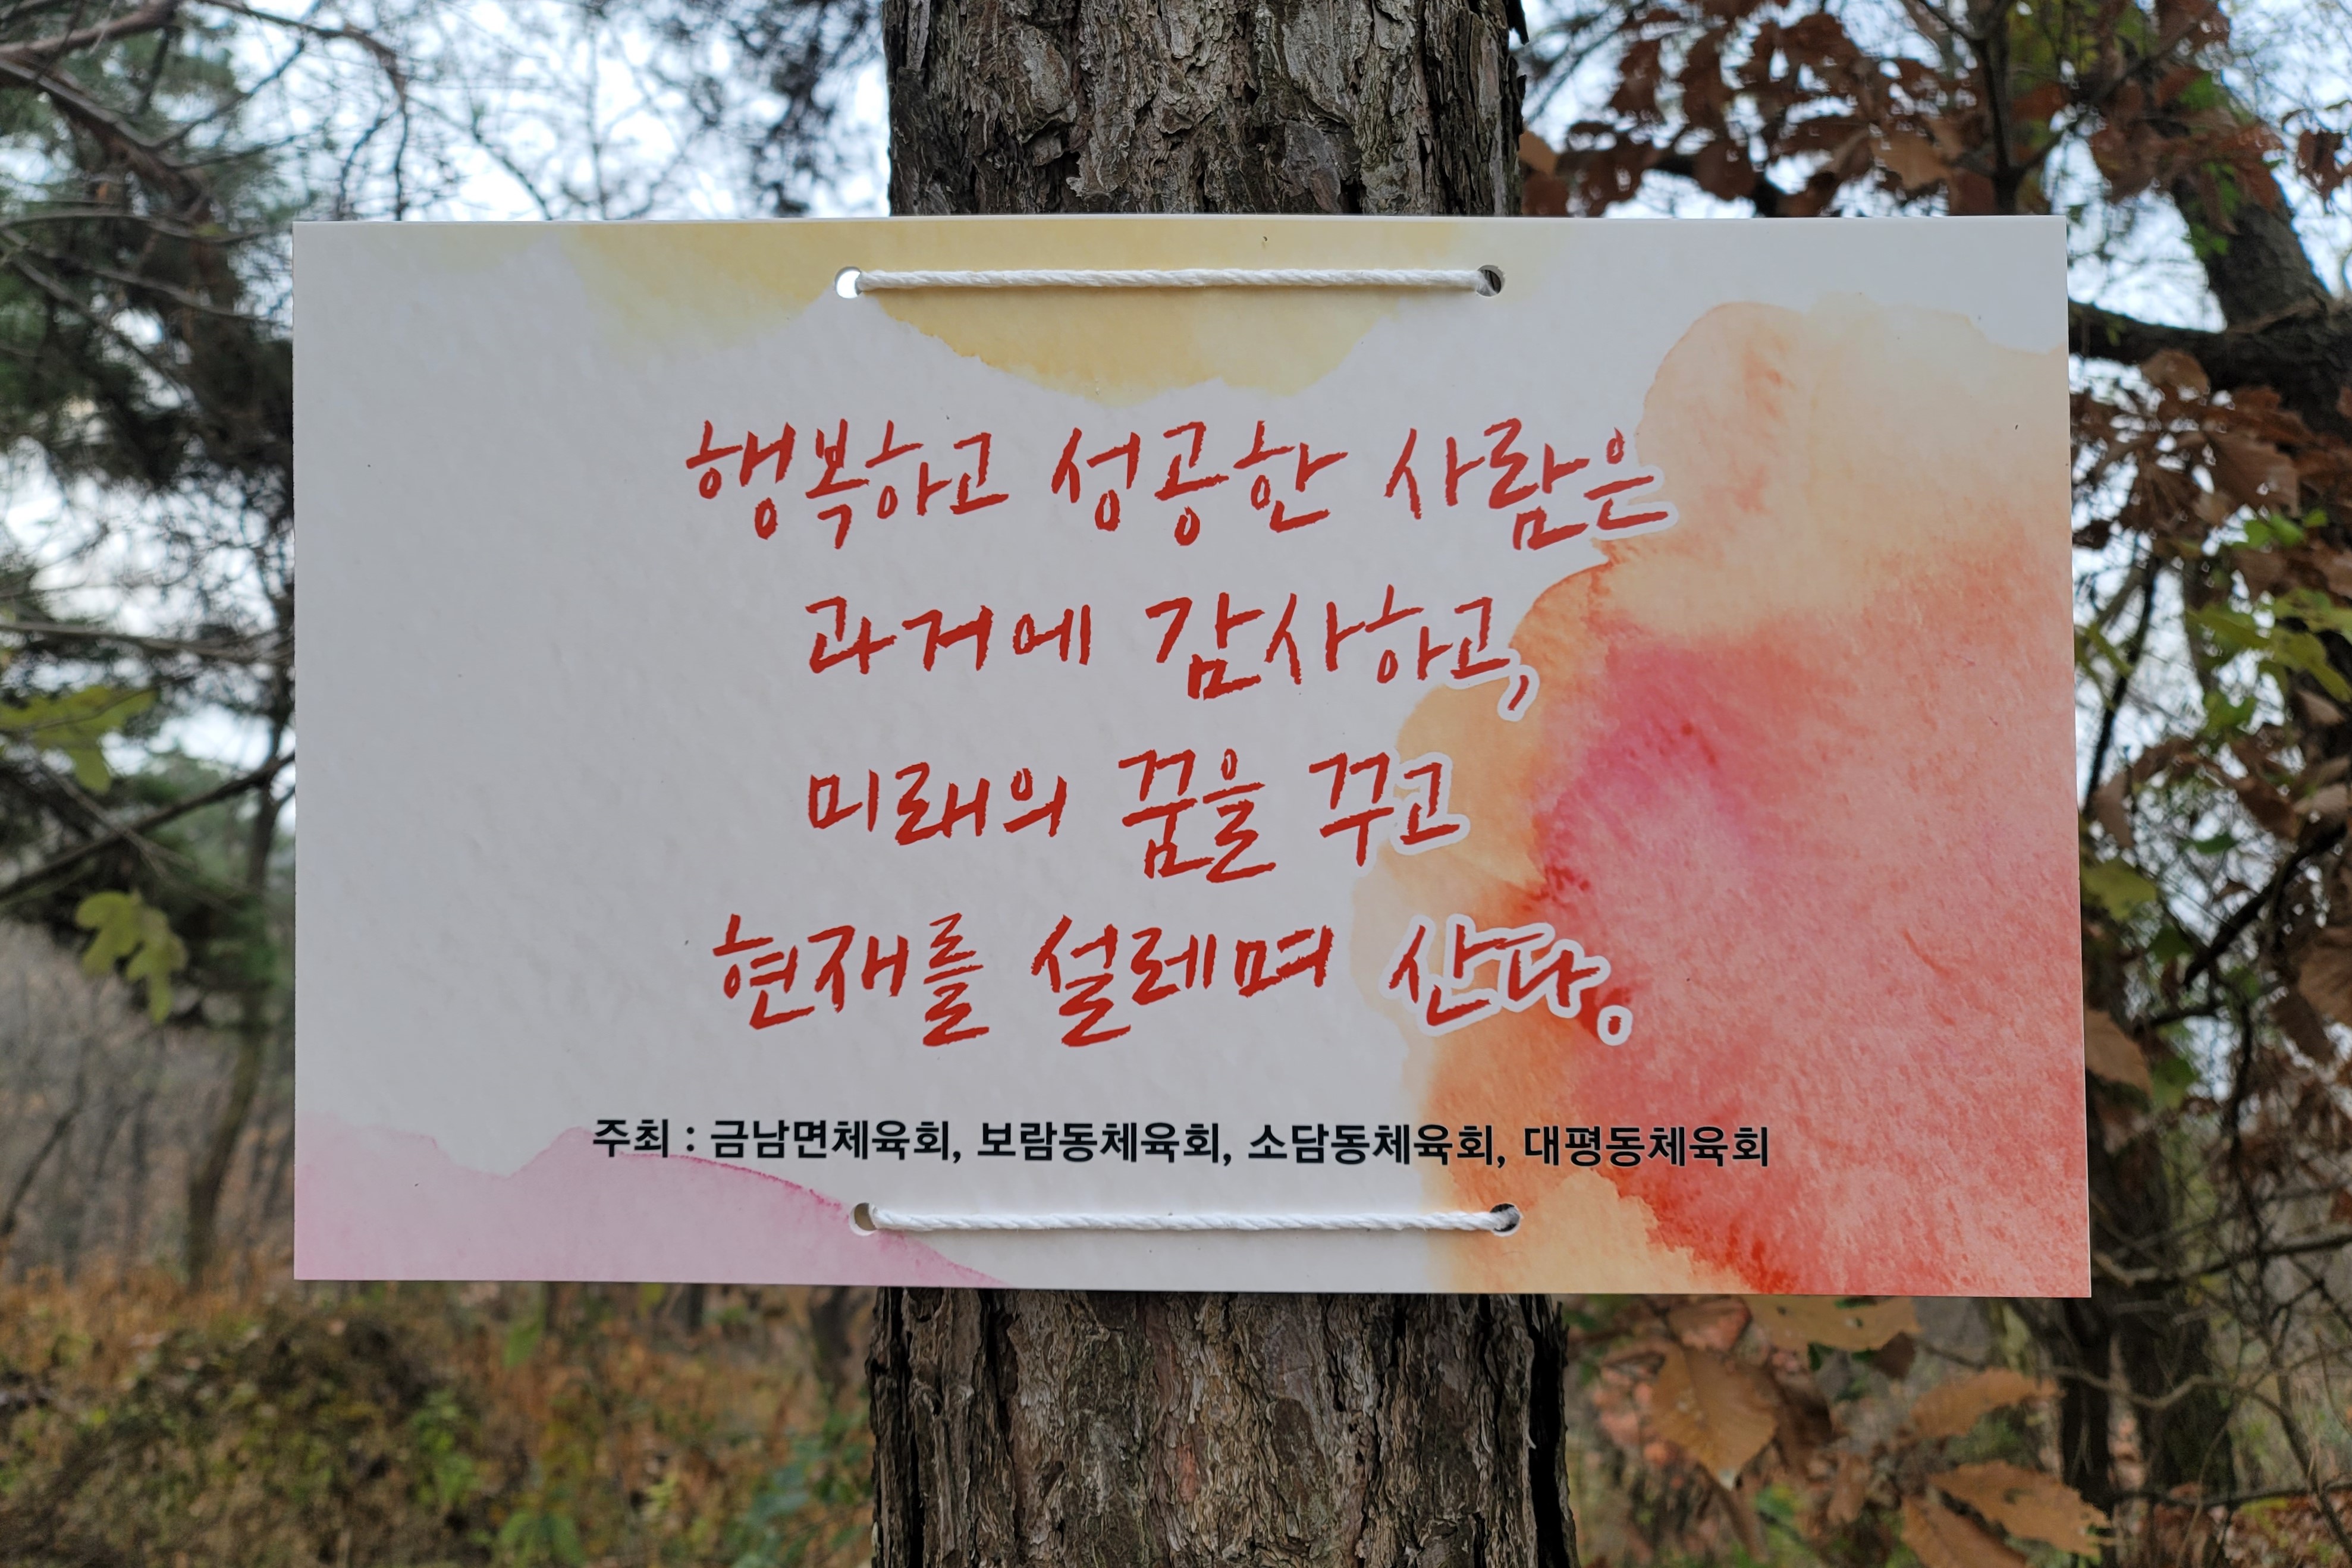 행복하고 성공한 사람은
과거에 감사하고,
미래의 꿈을 꾸고
현재를 설레며 산다.
주최 : 금남면체육회, 보람동체육회, 소담동체육회, 대평동체육회